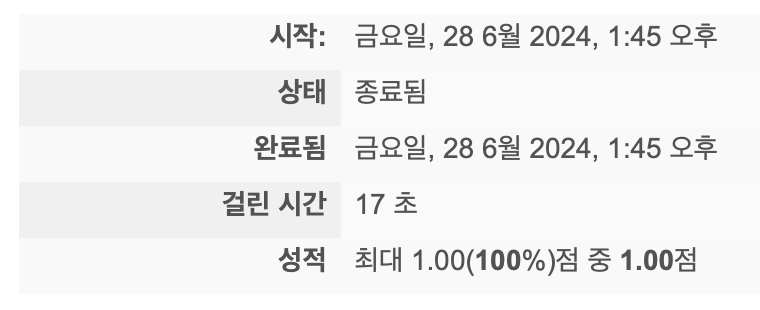 시작: 금요일, 28 6월 2024, 1:45 오후
상태 종료됨
완료됨 금요일, 28 6월 2024, 1:45 오후
걸린 시간 17 초
성적 최대 1.00(100%)점 중 1.00점